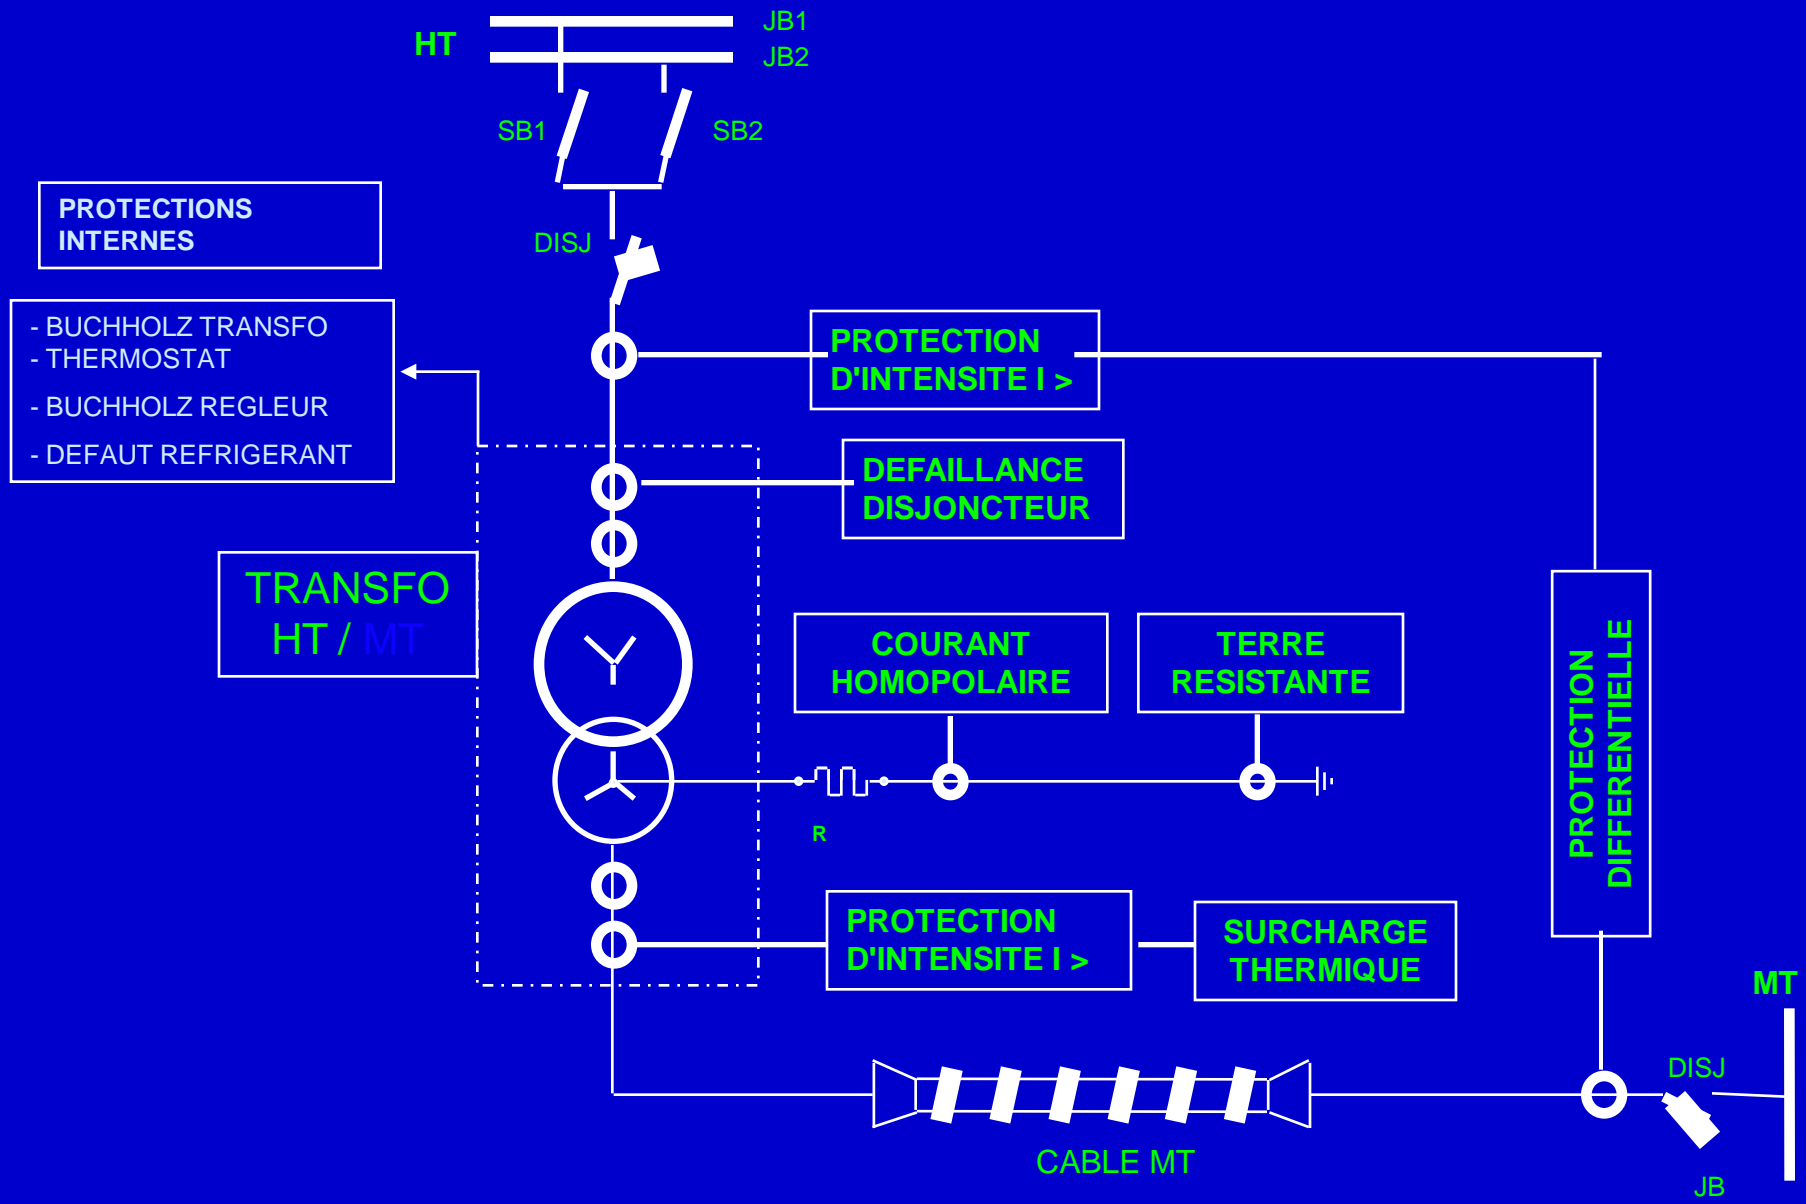 HT
JB1
JB2
SB1
SB2
DISJ
PROTECTIONS
INTERNES
- BUCHHOLZ TRANSFO
- THERMOSTAT
- BUCHHOLZ REGLEUR
- DEFAUT REFRIGERANT
PROTECTION
D'INTENSITE I >
DEFAILLANCE
DISJONCTEUR
TRANSFO
HT / MT
COURANT
HOMOPOLAIRE
TERRE
RESISTANTE
R
PROTECTION
DIFFERENTIELLE
PROTECTION
D'INTENSITE I >
SURCHARGE
THERMIQUE
MT
DISJ
CABLE MT
JB